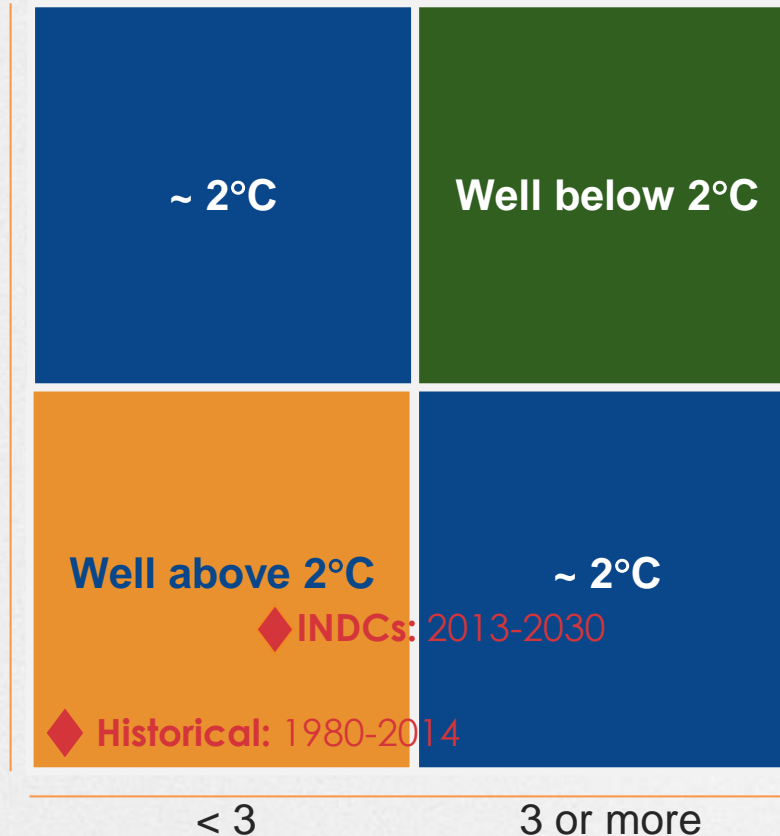 ~ 2°C
Well below 2°C
Well above 2°C
~ 2°C
INDCs: 2013-2030
Historical: 1980-2014
< 3
3 or more